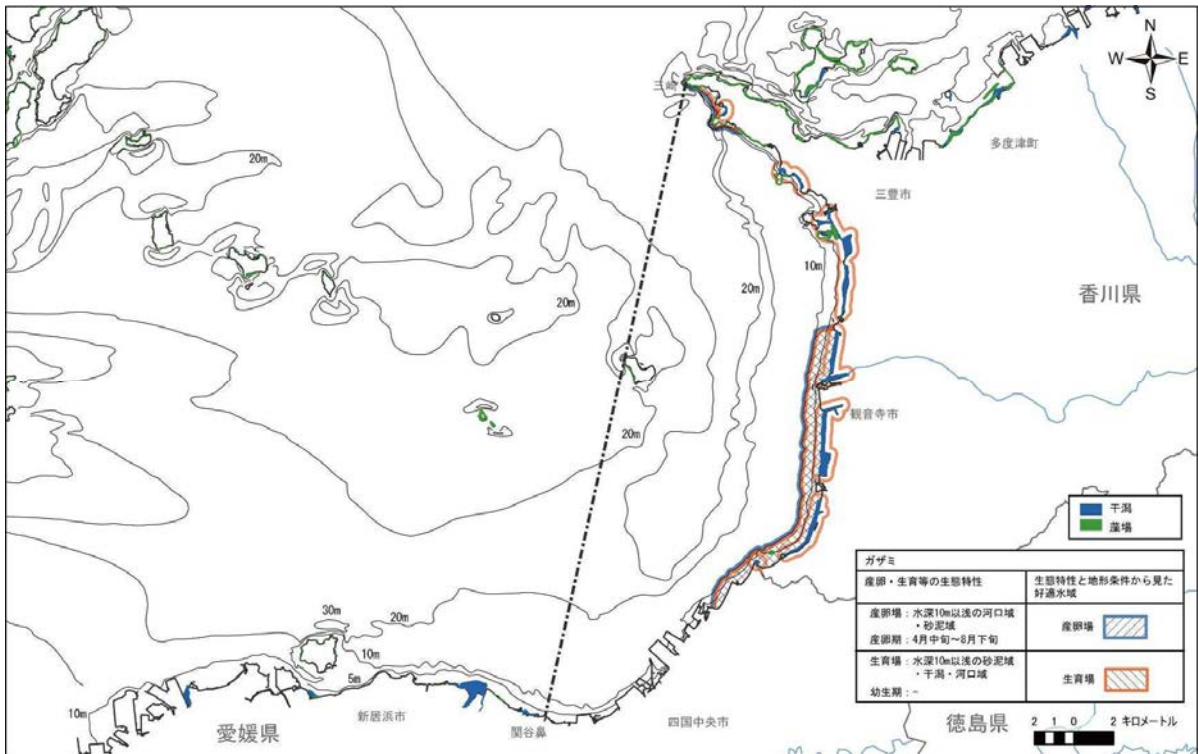 N
W E
S
三崎
多度津町
20m
三豊市
10m
20m
香川県
20m
観音寺市
20m
干潟
藻場
ガザミ
産卵・生育等の生態特性
生態特性と地形条件から見た
好適水域
産卵場：水深10m以浅の河口域
・砂泥域
産卵期：4月中旬～8月下旬
産卵場
生育場：水深10m以浅の砂泥域
・干潟・河口域
幼生期：-
生育場
30m
20m
10m
5m
10m
新居浜市
関谷鼻
四国中央市
愛媛県
徳島県
2 1 0 2 キロメートル